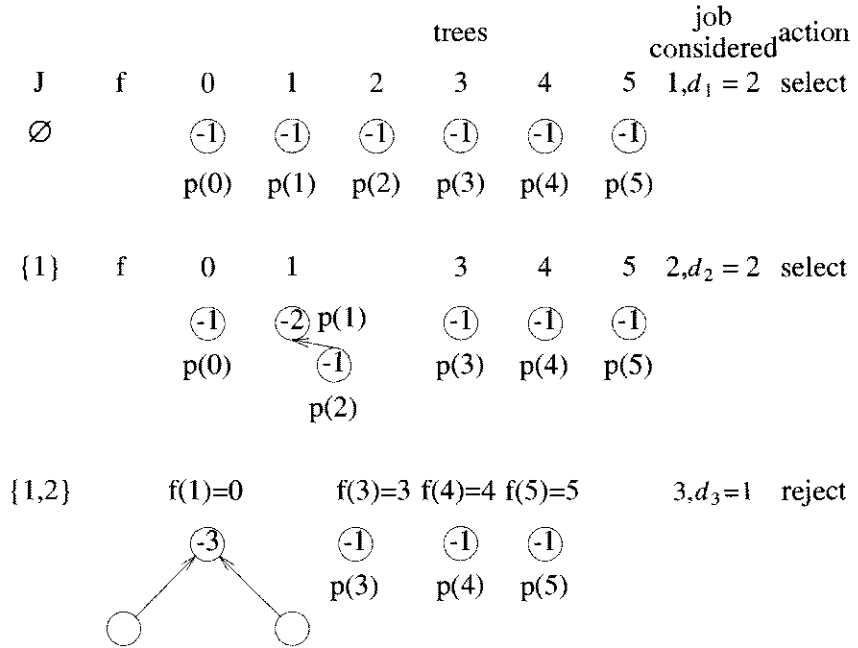 trees job considered action
J f 0 1 2 3 4 5 1,d₁ = 2 select
∅ -1 -1 -1 -1 -1 -1
p(0) p(1) p(2) p(3) p(4) p(5)
{1} f 0 1 3 4 5 2,d₂ = 2 select
-1 -2 p(1) -1 -1 -1
p(0) -1 p(3) p(4) p(5)
p(2)
{1,2} f(1)=0 f(3)=3 f(4)=4 f(5)=5 3,d₃=1 reject
-3 -1 -1 -1
p(3) p(4) p(5)